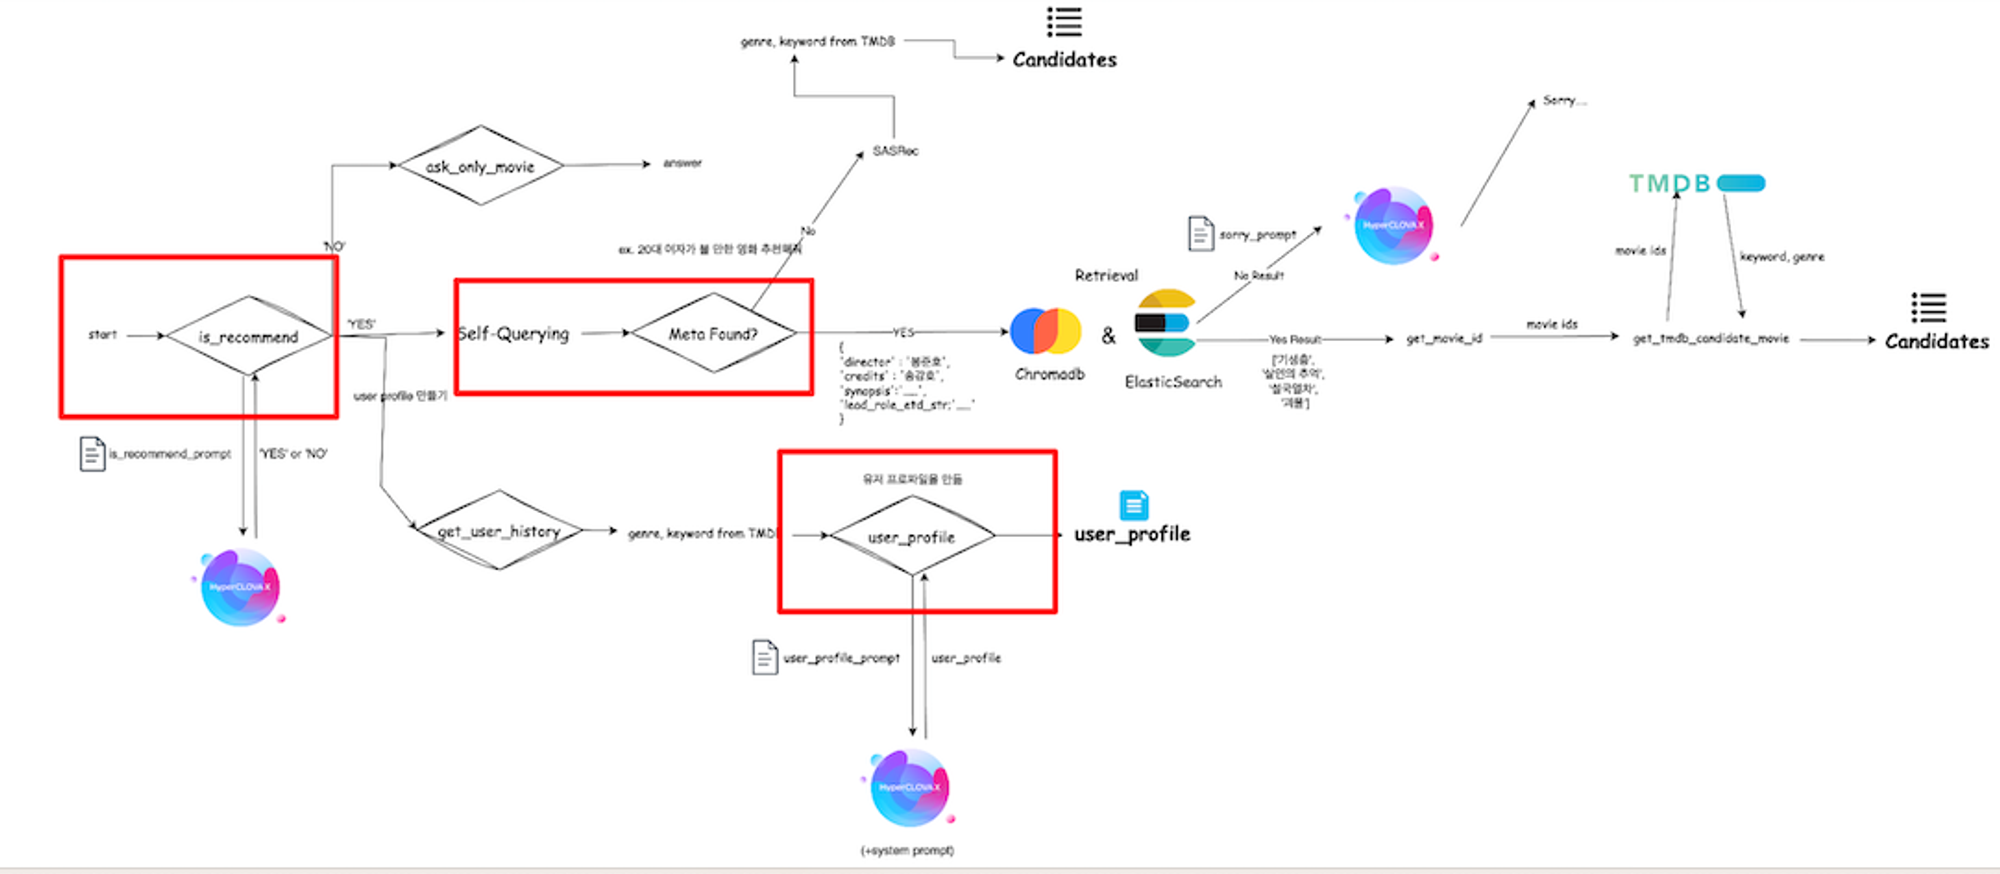 genre, keyword from TMDB
Candidates
SASRec
ask_only_movie
answer
'NO'
No
ex. 20대 여자가 볼 만한 영화 추천해줘
start
is_recommend
'YES'
Self-Querying
Meta Found?
YES
{
'director' : '봉준호',
'credits' : '송강호',
'synopsis':'___',
'lead_role_etd_str:'___'
}
Retrieval
Chromadb
&
ElasticSearch
sorry_prompt
No Result
HyperCLOVA X
Sorry...
Yes Result
['기생충',
'살인의 추억',
'설국열차',
'괴물']
get_movie_id
movie ids
TMDB
movie ids
keyword, genre
get_tmdb_candidate_movie
Candidates
user profile 만들기
is_recommend_prompt
'YES' or 'NO'
HyperCLOVA X
get_user_history
genre, keyword from TMD
유저 프로파일을 만듦
user_profile
user_profile
user_profile_prompt
user_profile
HyperCLOVA X
(+system prompt)